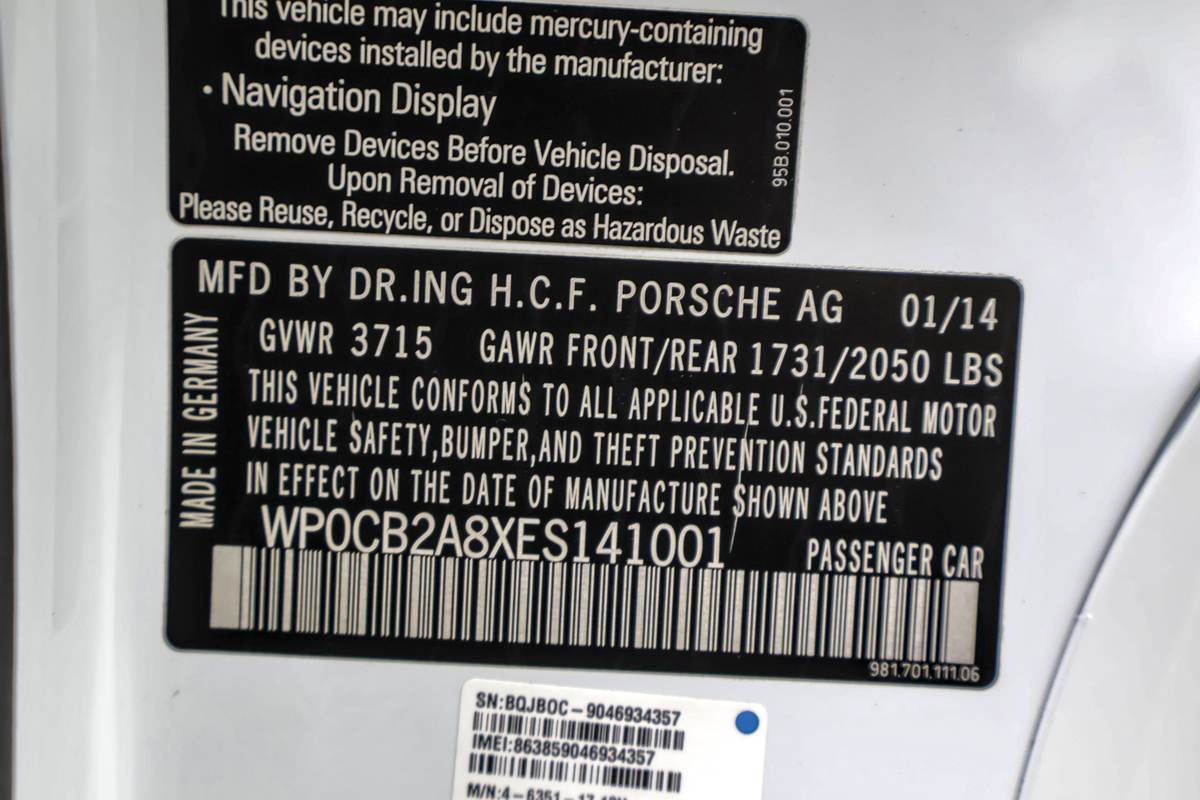 This vehicle may include mercury-containing
devices installed by the manufacturer:
• Navigation Display
Remove Devices Before Vehicle Disposal.
Upon Removal of Devices:
Please Reuse, Recycle, or Dispose as Hazardous Waste
95B.010.001
MFD BY DR.ING H.C.F. PORSCHE AG 01/14
GVWR 3715 GAWR FRONT/REAR 1731/2050 LBS
THIS VEHICLE CONFORMS TO ALL APPLICABLE U.S.FEDERAL MOTOR
VEHICLE SAFETY,BUMPER,AND THEFT PREVENTION STANDARDS
IN EFFECT ON THE DATE OF MANUFACTURE SHOWN ABOVE
MADE IN GERMANY
WP0CB2A8XES141001
PASSENGER CAR
981.701.111.06
SN:BQJBOC-9046934357
IMEI:863859046934357
M/N:4-6351-